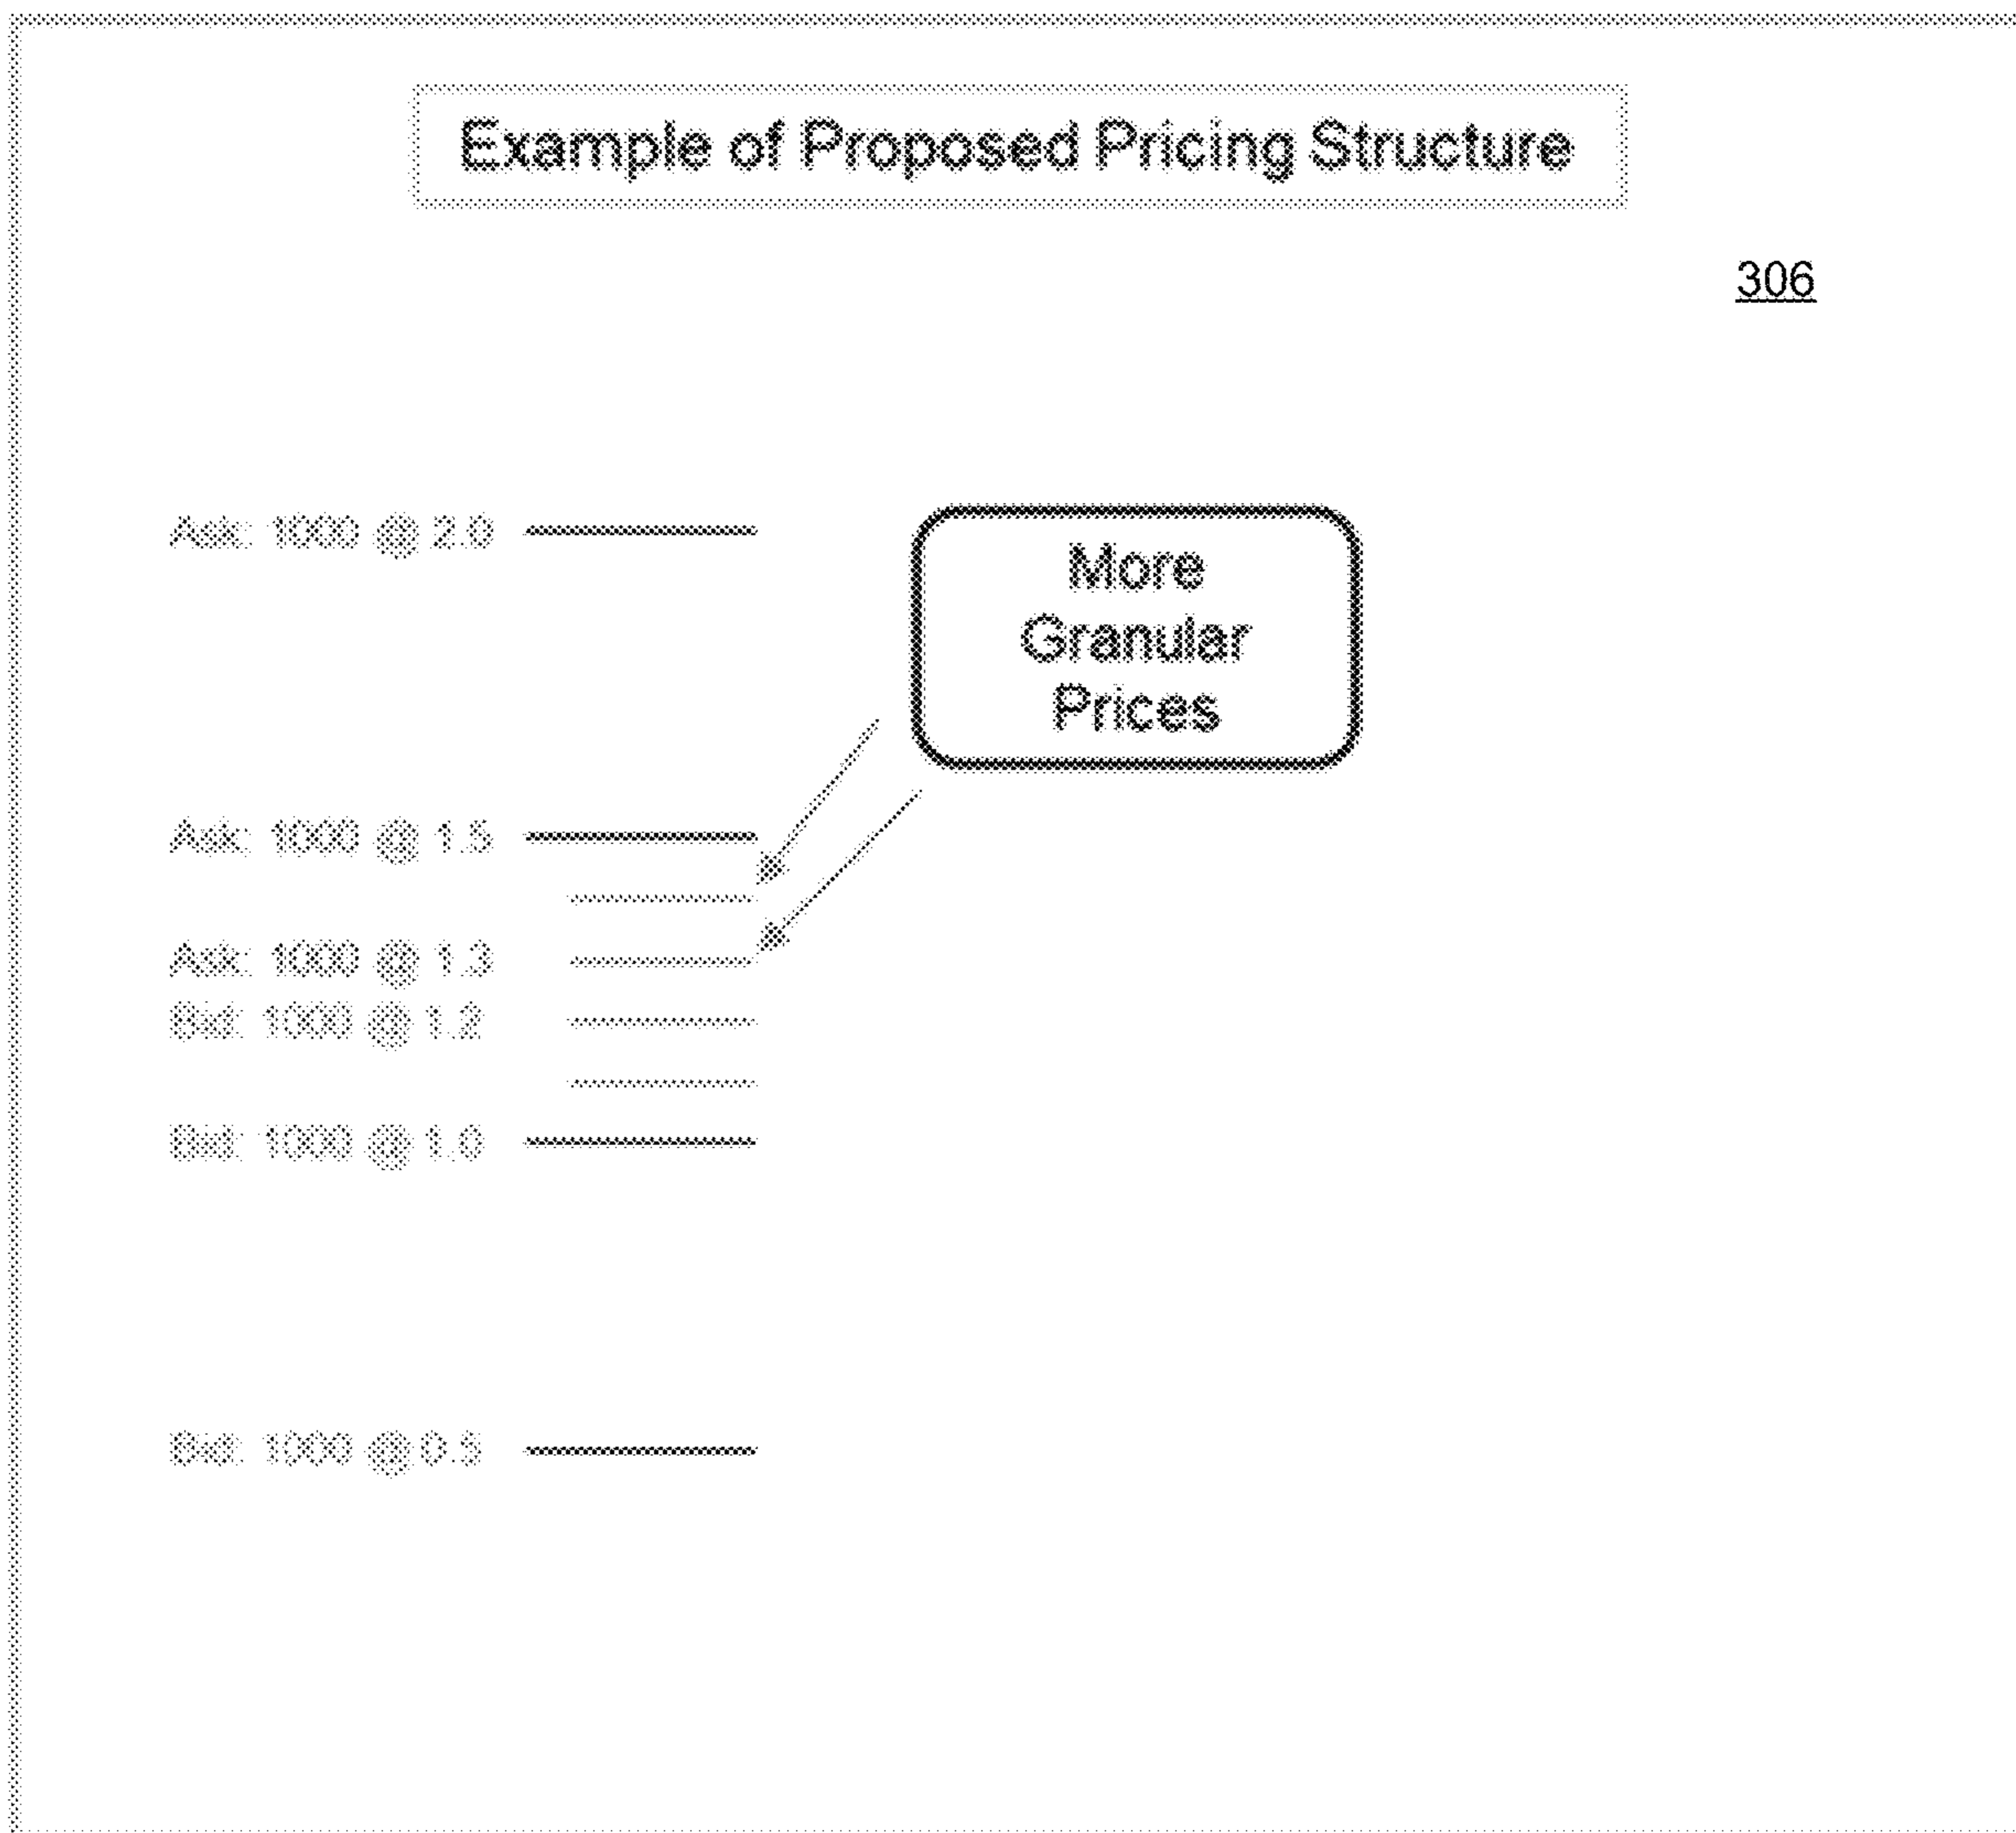 Example of Proposed Pricing Structure
306
Ask: 1000 @ 2.0
More
Granular
Prices
Ask: 1000 @ 1.5
Ask: 1000 @ 1.3
Bid: 1000 @ 1.2
Bid: 1000 @ 1.0
Bid: 1000 @ 0.5